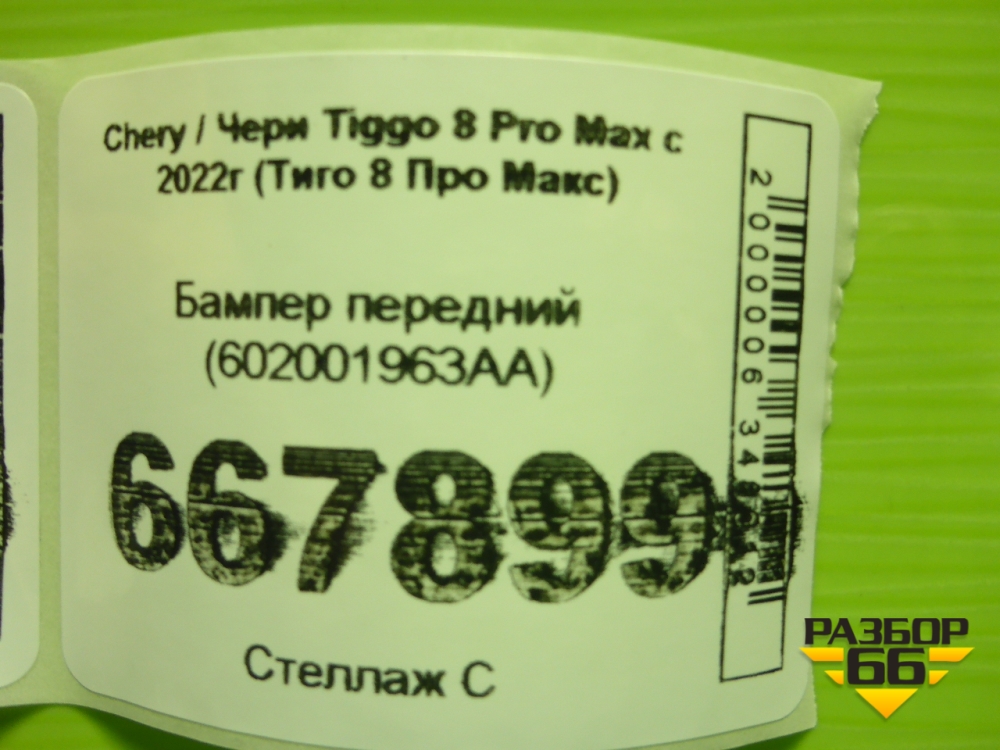 Chery / Чери Tiggo 8 Pro Max с
2022г (Тиго 8 Про Макс)
Бампер передний
(602001963AA)
667899
Стеллаж С
РАЗБОР
66